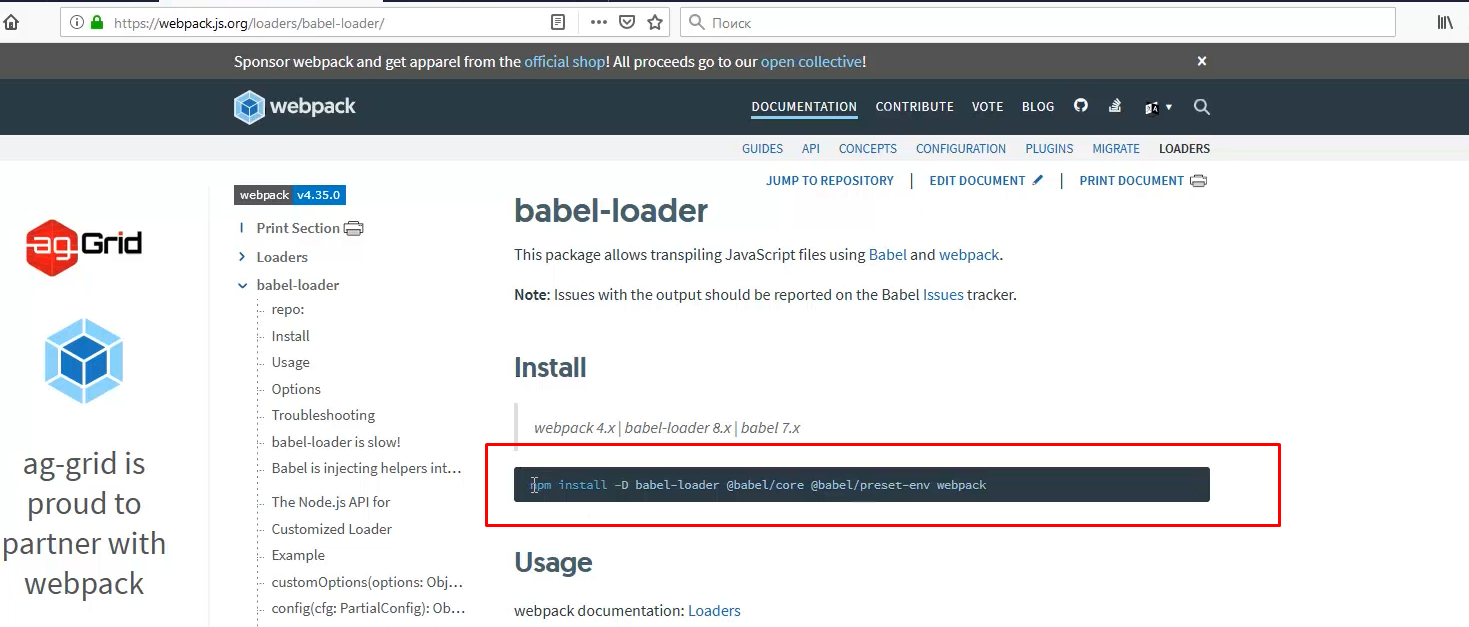 https://webpack.js.org/loaders/babel-loader/
Поиск
Sponsor webpack and get apparel from the official shop! All proceeds go to our open collective!
webpack
DOCUMENTATION CONTRIBUTE VOTE BLOG
GUIDES API CONCEPTS CONFIGURATION PLUGINS MIGRATE LOADERS
JUMP TO REPOSITORY | EDIT DOCUMENT | PRINT DOCUMENT
ag-Grid
ag-grid is
proud to
partner with
webpack
webpack v4.35.0
Print Section
Loaders
babel-loader
repo:
Install
Usage
Options
Troubleshooting
babel-loader is slow!
Babel is injecting helpers int...
The Node.js API for
Customized Loader
Example
customOptions(options: Obj...
config(cfg: PartialConfig): Ob...
babel-loader
This package allows transpiling JavaScript files using Babel and webpack.
Note: Issues with the output should be reported on the Babel Issues tracker.
Install
webpack 4.x | babel-loader 8.x | babel 7.x
npm install -D babel-loader @babel/core @babel/preset-env webpack
Usage
webpack documentation: Loaders